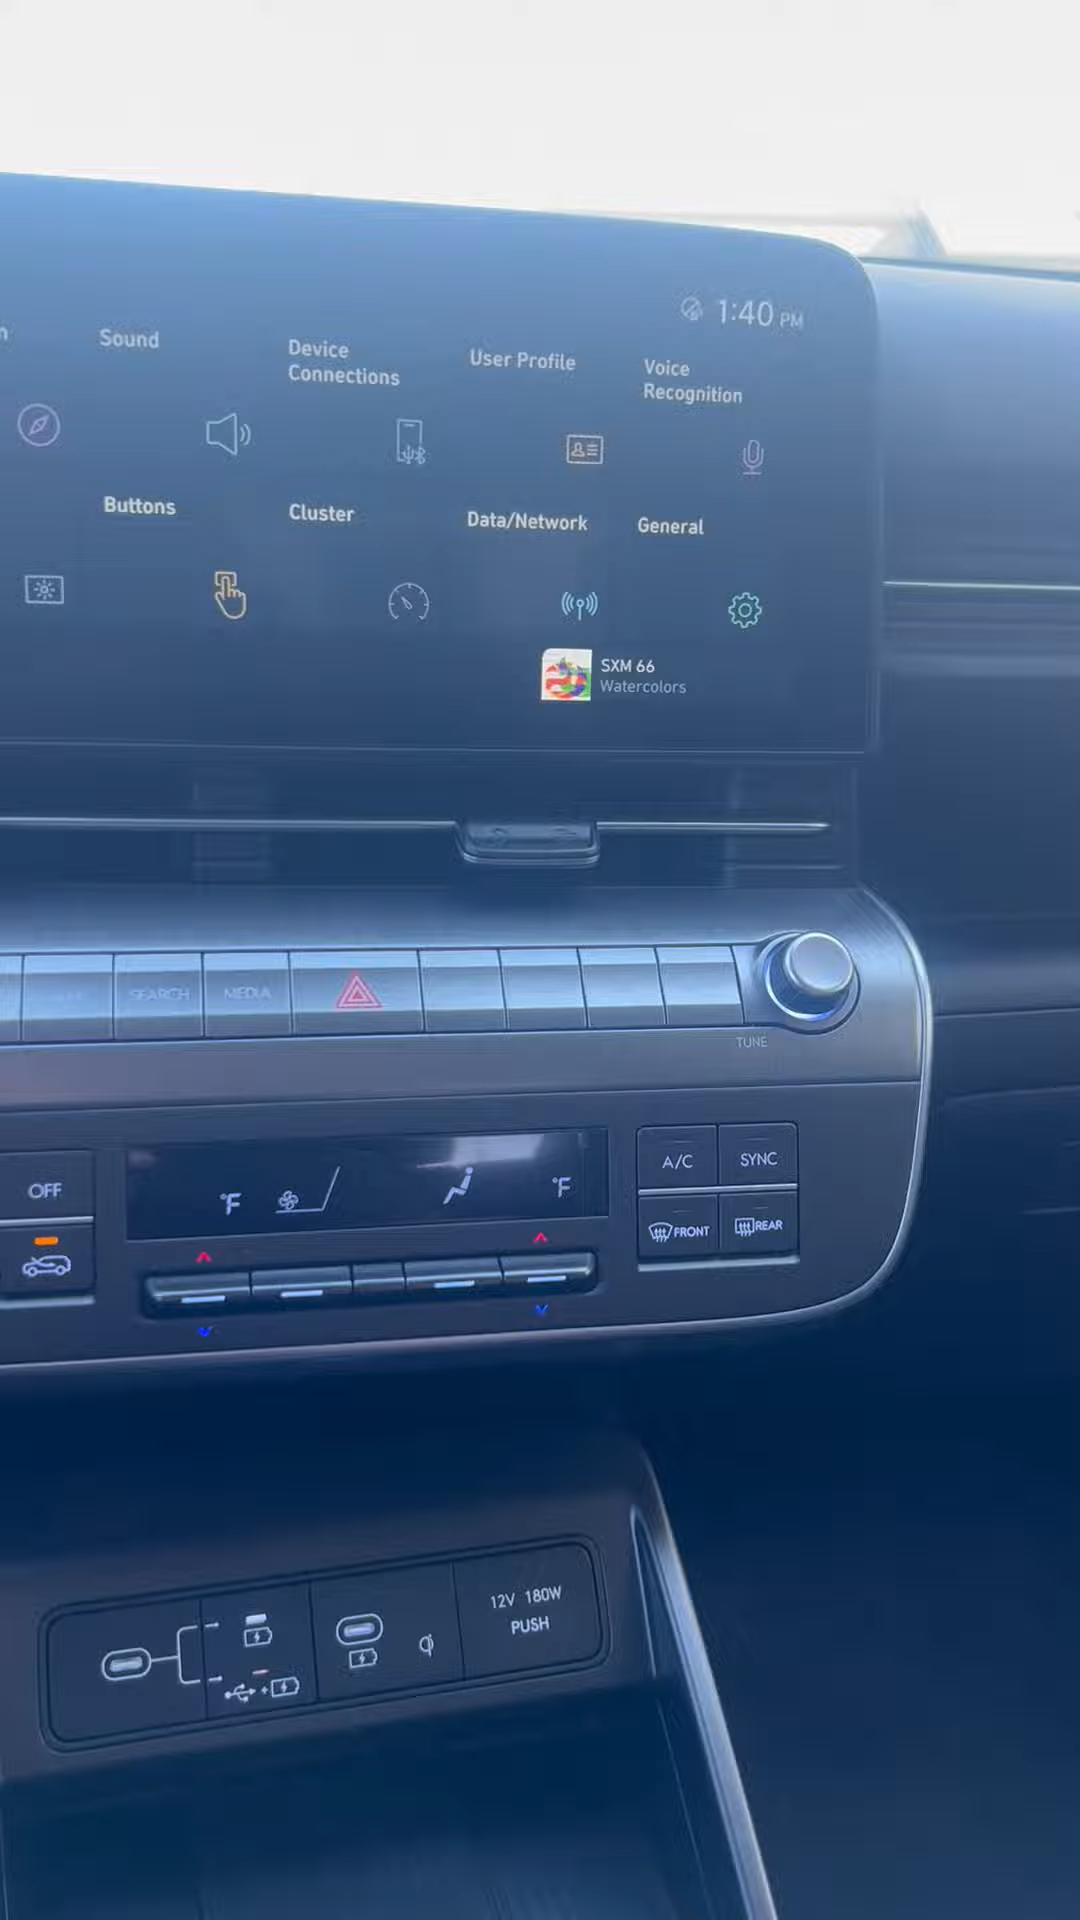 1:40 PM
Sound
Device
Connections
User Profile
Voice
Recognition
Buttons
Cluster
Data/Network
General
SXM 66
Watercolors
SEARCH
MEDIA
TUNE
OFF
°F
°F
A/C
SYNC
FRONT
REAR
12V 180W
PUSH